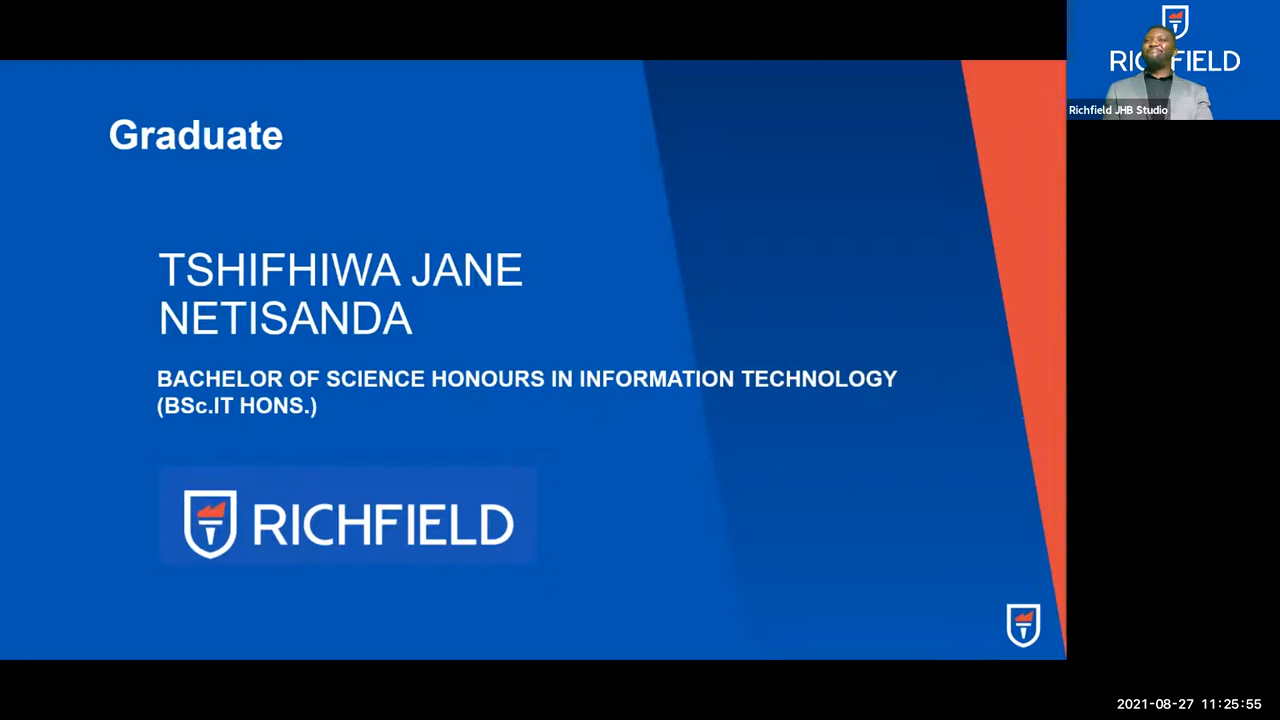 Graduate
TSHIFHIWA JANE
NETISANDA
BACHELOR OF SCIENCE HONOURS IN INFORMATION TECHNOLOGY
(BSc.IT HONS.)
RICHFIELD
RICHFIELD
Richfield JHB Studio
2021-08-27 11:25:55